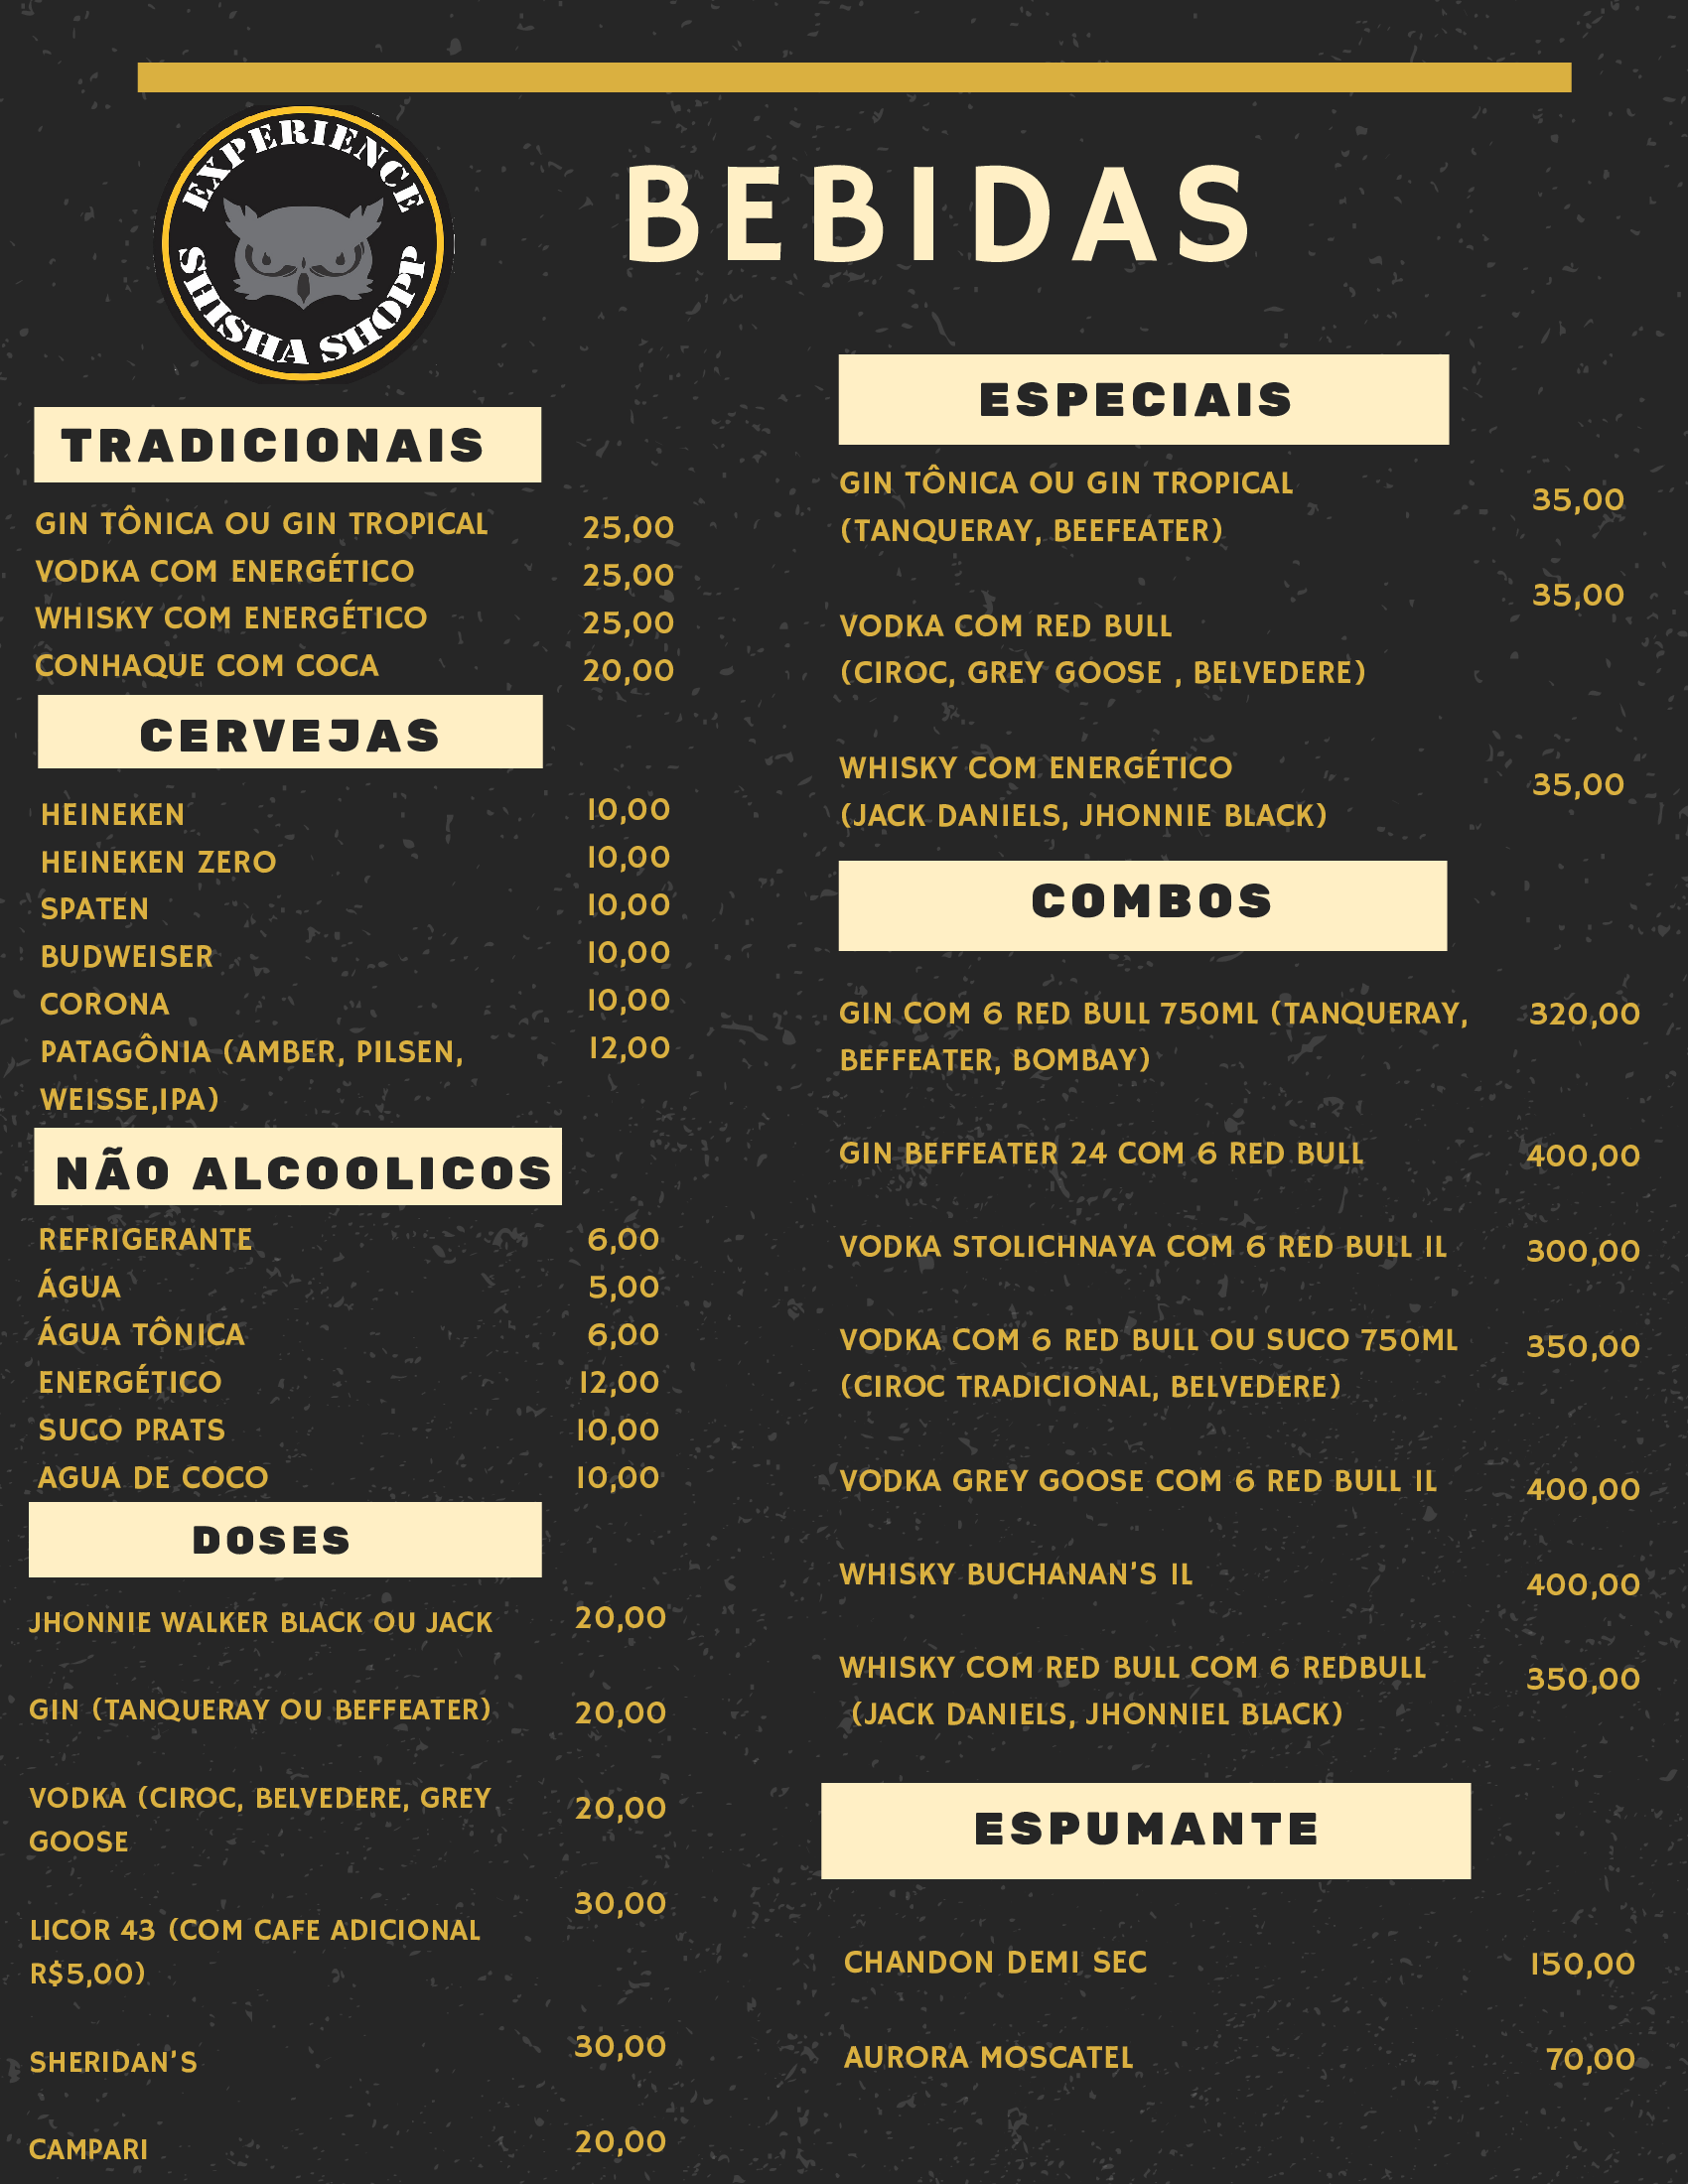 EXPERIENCE
SHISHA SHOPP
BEBIDAS
TRADICIONAIS
GIN TÔNICA OU GIN TROPICAL 25,00
VODKA COM ENERGÉTICO 25,00
WHISKY COM ENERGÉTICO 25,00
CONHAQUE COM COCA 20,00
CERVEJAS
HEINEKEN 10,00
HEINEKEN ZERO 10,00
SPATEN 10,00
BUDWEISER 10,00
CORONA 10,00
PATAGÔNIA (AMBER, PILSEN, 12,00
WEISSE,IPA)
NÃO ALCOOLICOS
REFRIGERANTE 6,00
ÁGUA 5,00
ÁGUA TÔNICA 6,00
ENERGÉTICO 12,00
SUCO PRATS 10,00
AGUA DE COCO 10,00
DOSES
JHONNIE WALKER BLACK OU JACK 20,00
GIN (TANQUERAY OU BEFFEATER) 20,00
VODKA (CIROC, BELVEDERE, GREY 20,00
GOOSE
LICOR 43 (COM CAFE ADICIONAL 30,00
R$5,00)
SHERIDAN'S 30,00
CAMPARI 20,00
ESPECIAIS
GIN TÔNICA OU GIN TROPICAL 35,00
(TANQUERAY, BEEFEATER)
VODKA COM RED BULL 35,00
(CIROC, GREY GOOSE , BELVEDERE)
WHISKY COM ENERGÉTICO 35,00
(JACK DANIELS, JHONNIE BLACK)
COMBOS
GIN COM 6 RED BULL 750ML (TANQUERAY, 320,00
BEFFEATER, BOMBAY)
GIN BEFFEATER 24 COM 6 RED BULL 400,00
VODKA STOLICHNAYA COM 6 RED BULL 1L 300,00
VODKA COM 6 RED BULL OU SUCO 750ML 350,00
(CIROC TRADICIONAL, BELVEDERE)
VODKA GREY GOOSE COM 6 RED BULL 1L 400,00
WHISKY BUCHANAN'S 1L 400,00
WHISKY COM RED BULL COM 6 REDBULL 350,00
(JACK DANIELS, JHONNIEL BLACK)
ESPUMANTE
CHANDON DEMI SEC 150,00
AURORA MOSCATEL 70,00